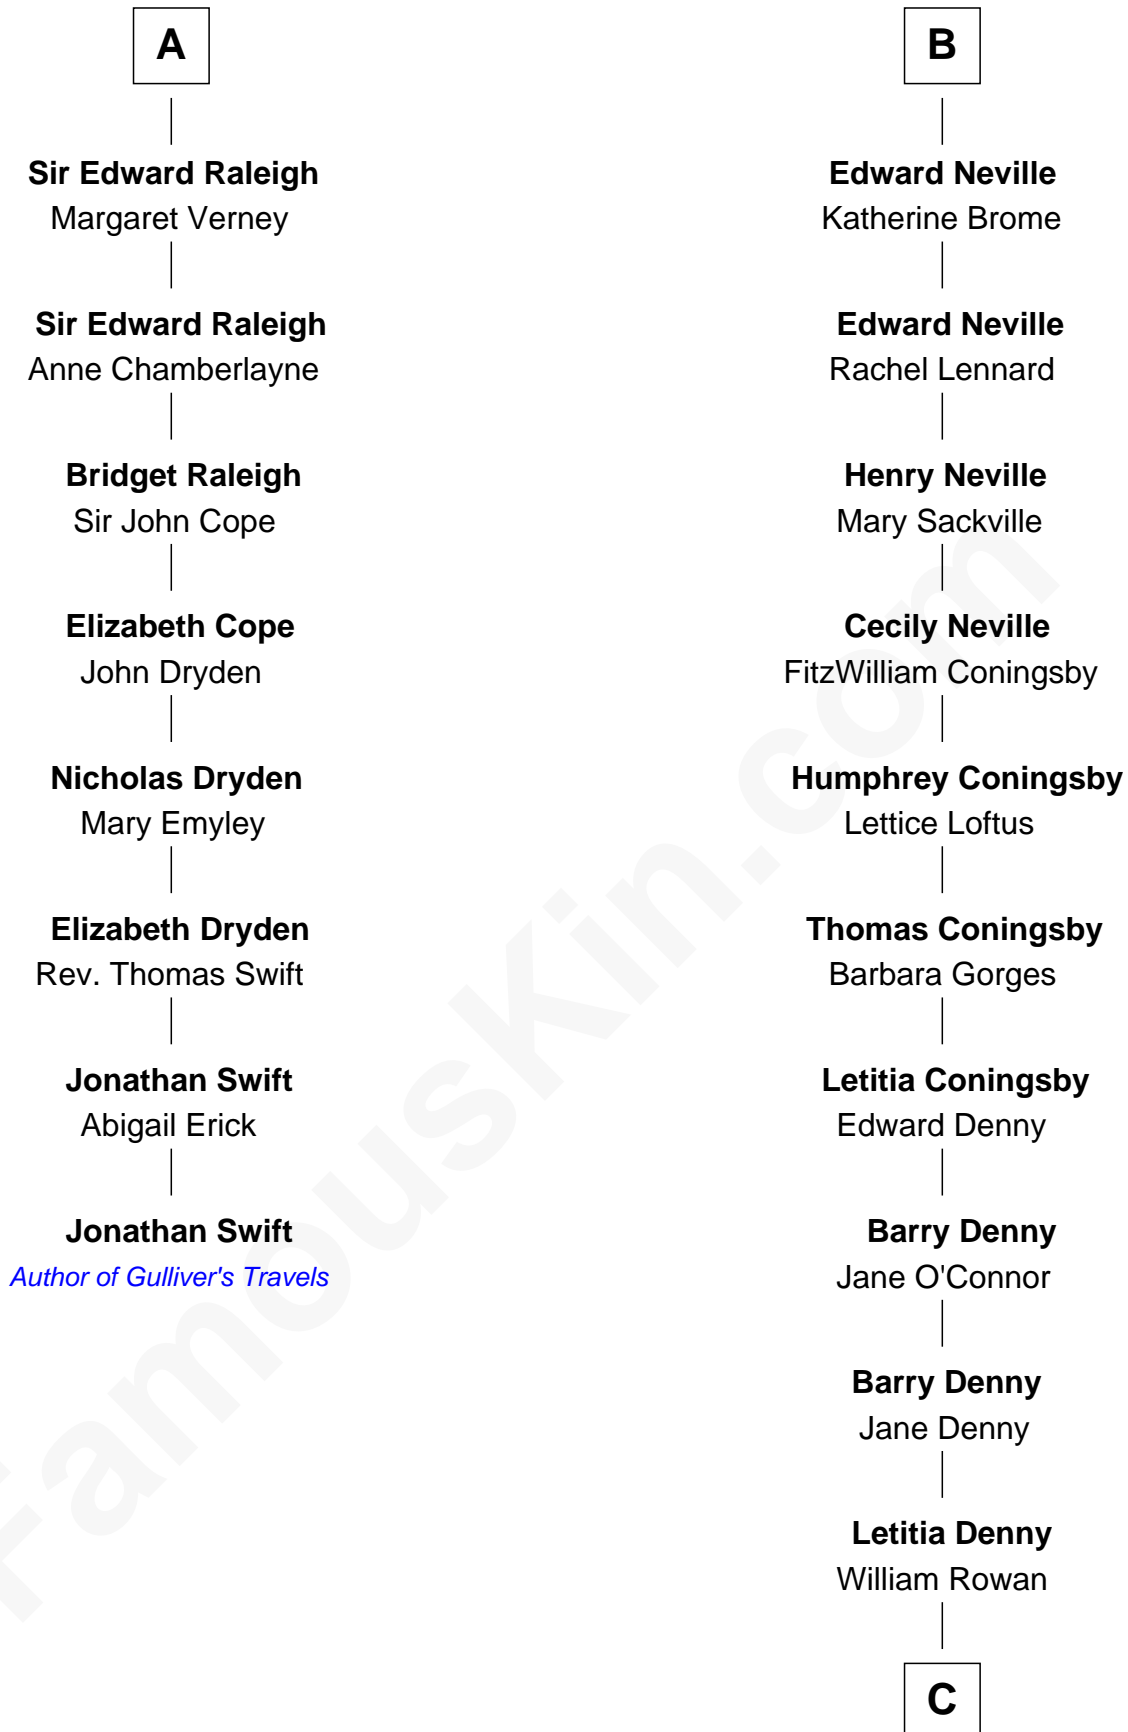 A
Sir Edward Raleigh
Margaret Verney
Sir Edward Raleigh
Anne Chamberlayne
Bridget Raleigh
Sir John Cope
Elizabeth Cope
John Dryden
Nicholas Dryden
Mary Emyley
Elizabeth Dryden
Rev. Thomas Swift
Jonathan Swift
Abigail Erick
Jonathan Swift
Author of Gulliver's Travels
B
Edward Neville
Katherine Brome
Edward Neville
Rachel Lennard
Henry Neville
Mary Sackville
Cecily Neville
FitzWilliam Coningsby
Humphrey Coningsby
Lettice Loftus
Thomas Coningsby
Barbara Gorges
Letitia Coningsby
Edward Denny
Barry Denny
Jane O'Connor
Barry Denny
Jane Denny
Letitia Denny
William Rowan
C
FamousKin.com